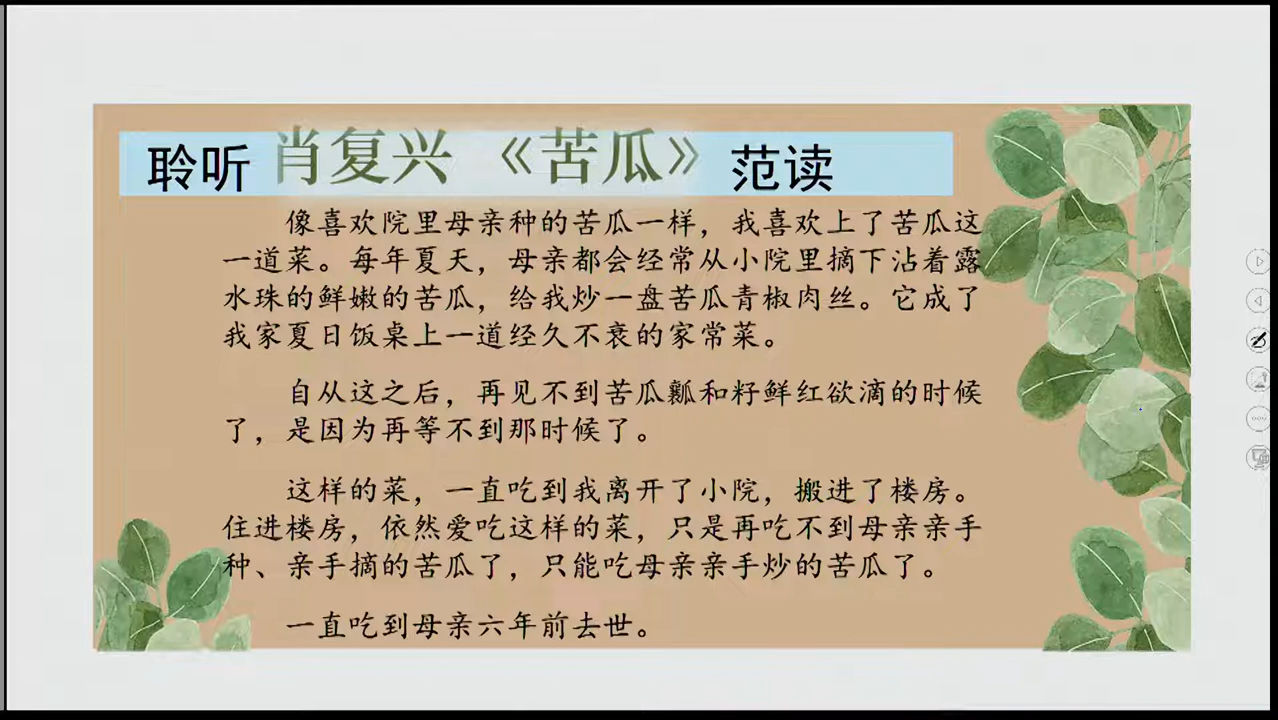 聆听 肖复兴 《苦瓜》 范读
像喜欢院里母亲种的苦瓜一样，我喜欢上了苦瓜这
一道菜。每年夏天，母亲都会经常从小院里摘下沾着露
水珠的鲜嫩的苦瓜，给我炒一盘苦瓜青椒肉丝。它成了
我家夏日饭桌上一道经久不衰的家常菜。
自从这之后，再见不到苦瓜瓤和籽鲜红欲滴的时候
了，是因为再等不到那时候了。
这样的菜，一直吃到我离开了小院，搬进了楼房。
住进楼房，依然爱吃这样的菜，只是再吃不到母亲亲手
种、亲手摘的苦瓜了，只能吃母亲亲手炒的苦瓜了。
一直吃到母亲六年前去世。